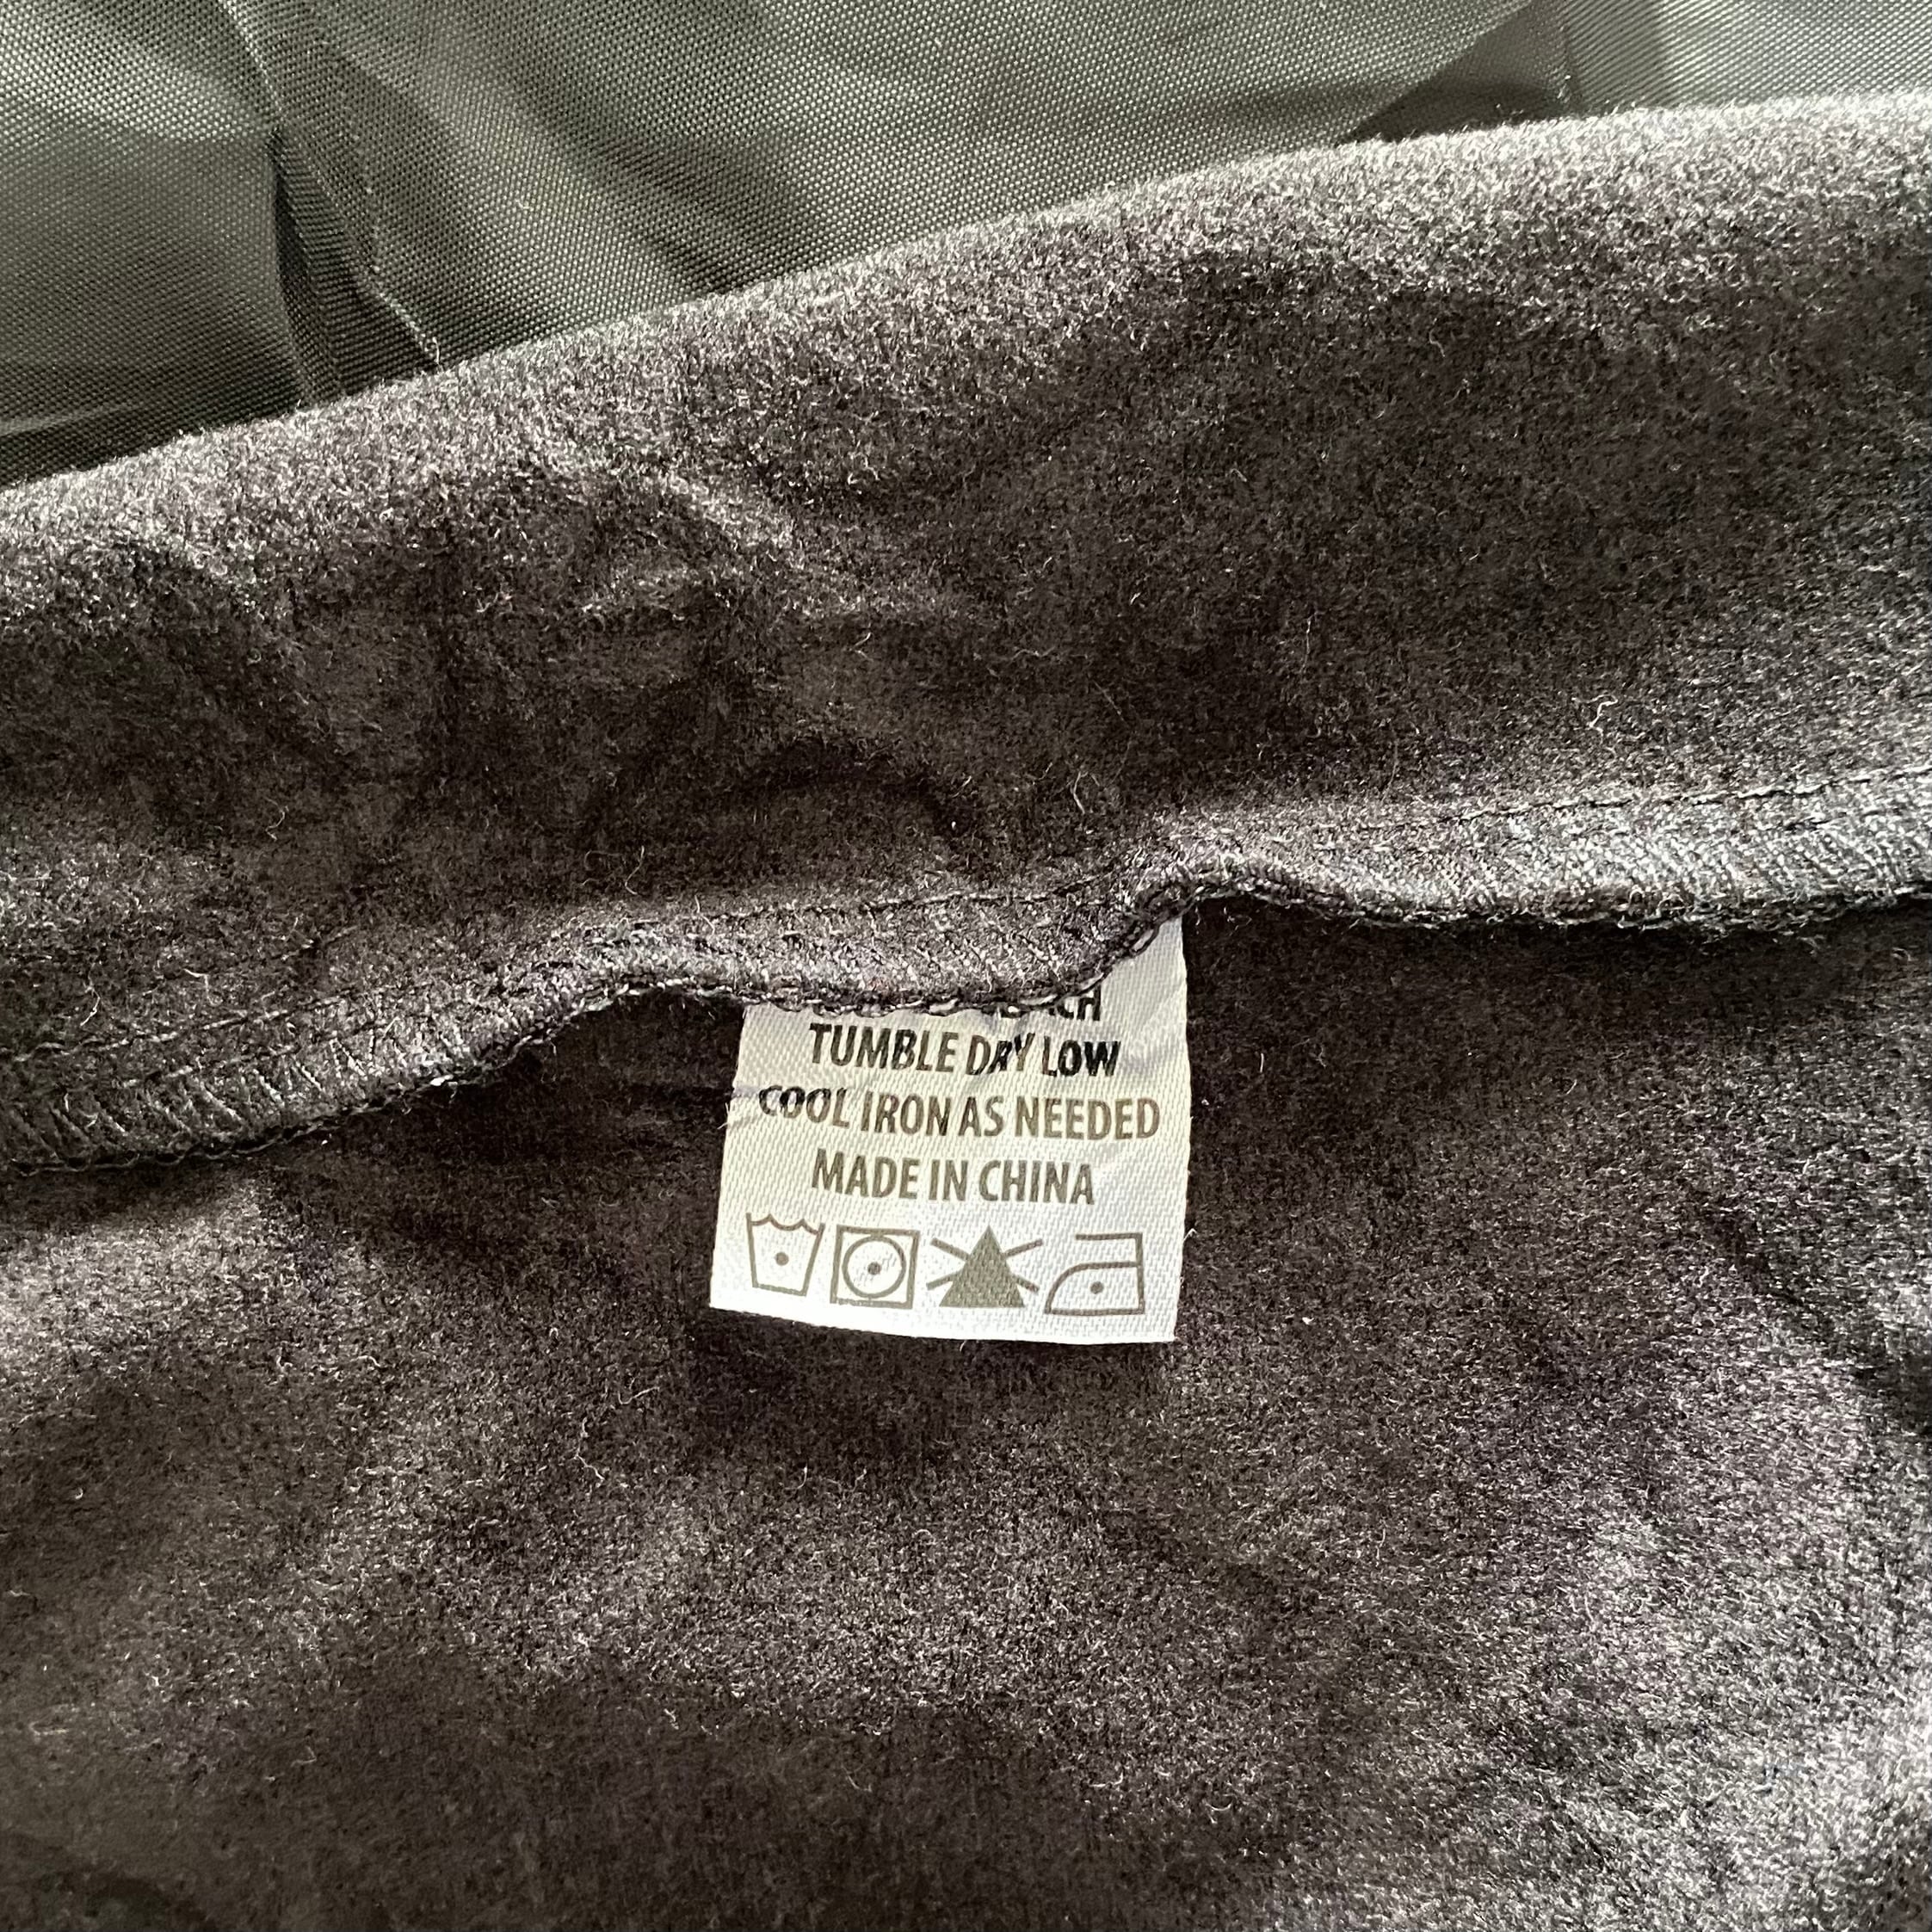 TUMBLE DRY LOW
COOL IRON AS NEEDED
MADE IN CHINA